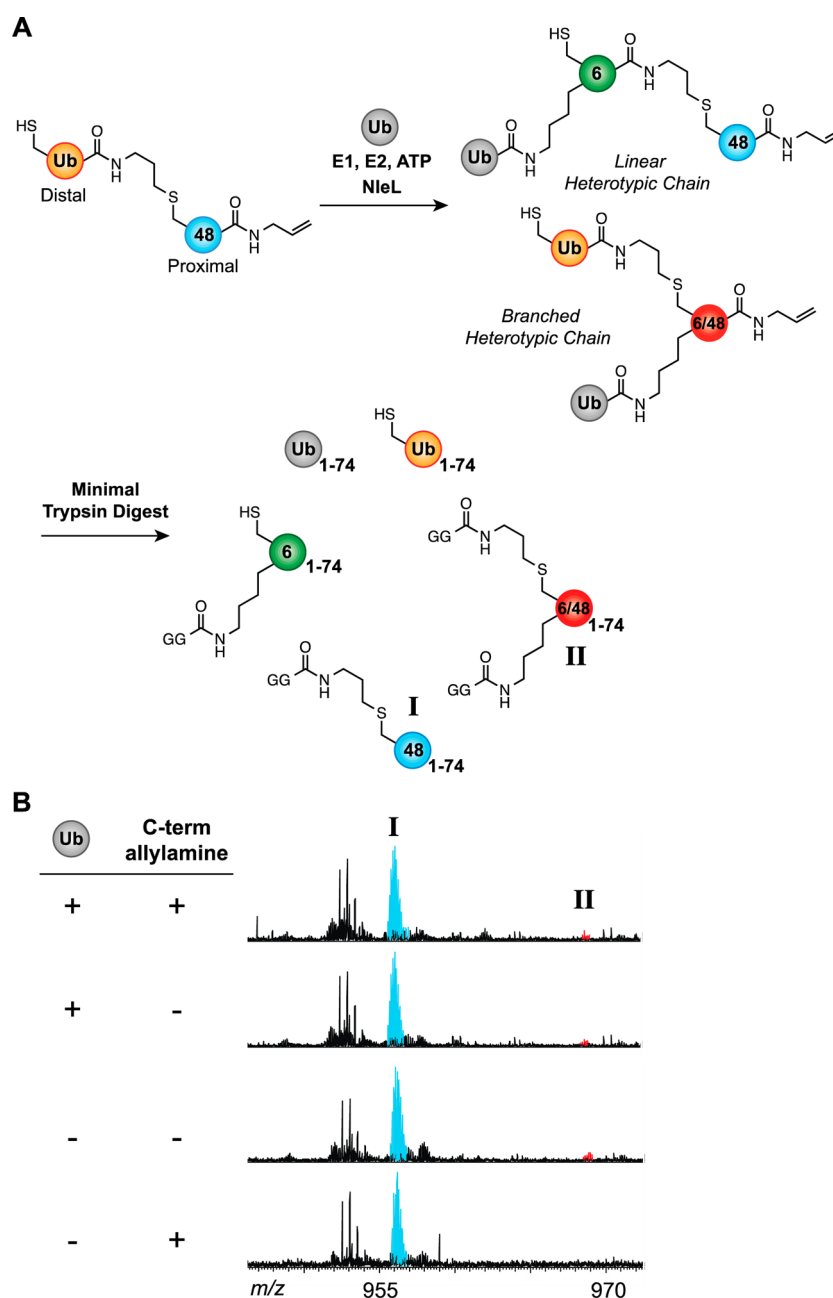 A
HS
Ub
O
N
H
Distal
S
48
O
N
H
Proximal
Ub
E1, E2, ATP
NleL
HS
6
O
N
H
S
48
O
N
H
Ub
O
N
H
Linear
Heterotypic Chain
HS
Ub
O
N
H
S
6/48
O
N
H
Branched
Heterotypic Chain
Ub
O
N
H
Minimal
Trypsin Digest
Ub 1-74
HS
Ub 1-74
HS
6 1-74
GG
O
N
H
GG
O
N
H
S
I
48 1-74
GG
O
N
H
S
6/48 1-74
II
GG
O
N
H
B
Ub
C-term
allylamine
I
II
+ +
+ -
- -
- +
m/z 955 970